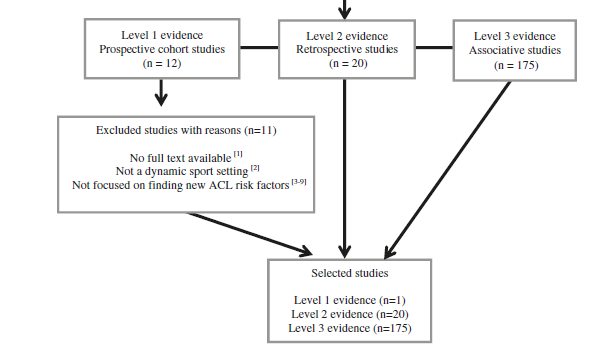 Level 1 evidence
Prospective cohort studies
(n = 12)
Level 2 evidence
Retrospective studies
(n = 20)
Level 3 evidence
Associative studies
(n = 175)
Excluded studies with reasons (n=11)
No full text available [1]
Not a dynamic sport setting [2]
Not focused on finding new ACL risk factors [3-9]
Selected studies
Level 1 evidence (n=1)
Level 2 evidence (n=20)
Level 3 evidence (n=175)